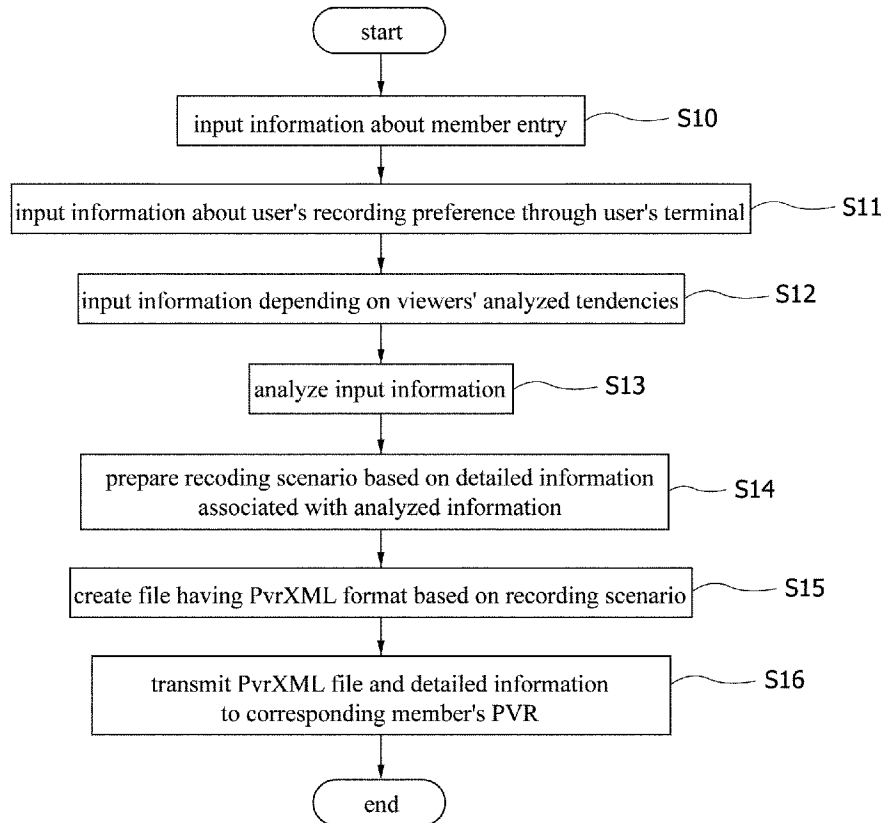 start
input information about member entry
S10
input information about user's recording preference through user's terminal
S11
input information depending on viewers' analyzed tendencies
S12
analyze input information
S13
prepare recoding scenario based on detailed information
associated with analyzed information
S14
create file having PvrXML format based on recording scenario
S15
transmit PvrXML file and detailed information
to corresponding member's PVR
S16
end